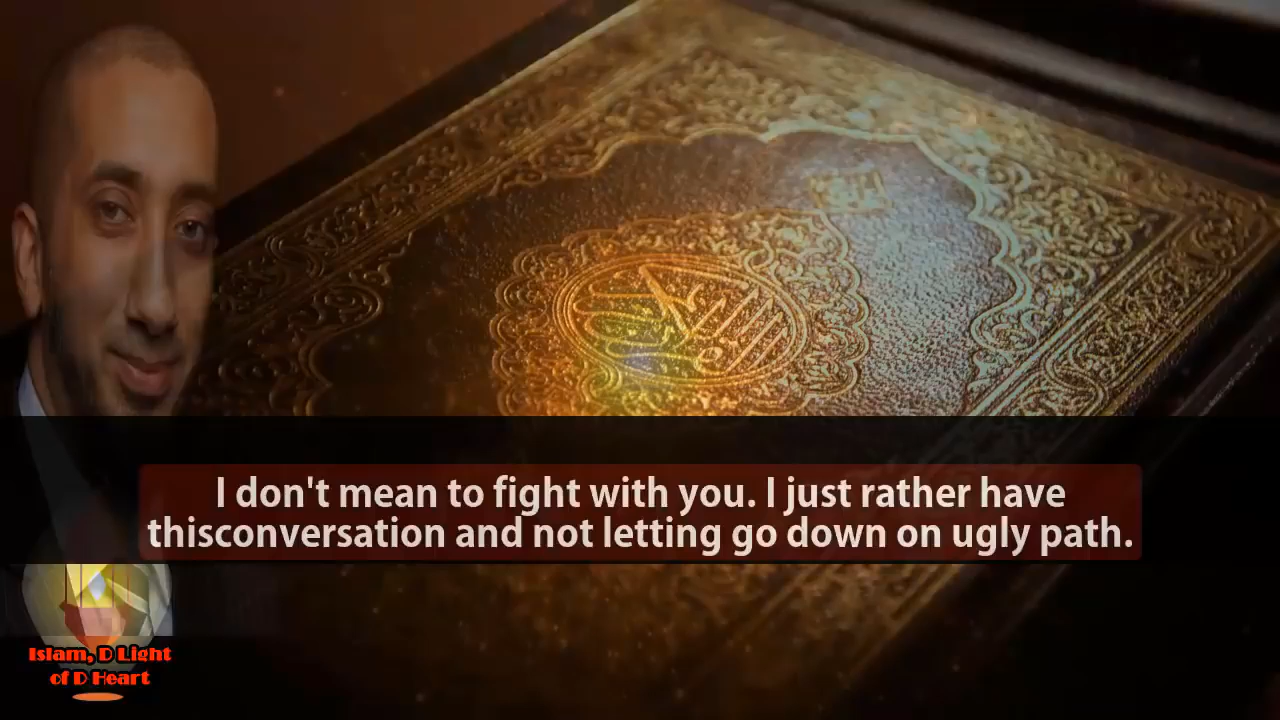 I don't mean to fight with you. I just rather have
thisconversation and not letting go down on ugly path.
Islam, D Light
of D Heart